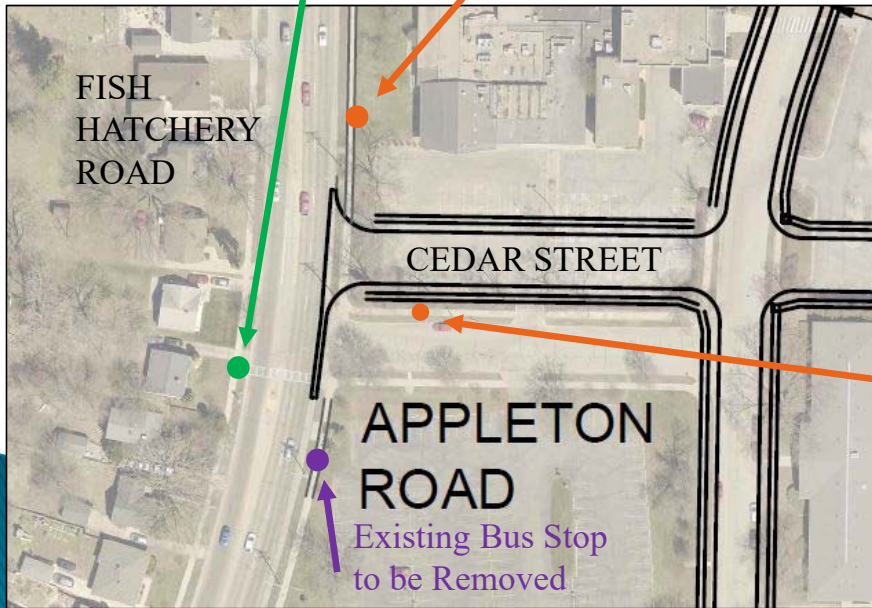 FISH
HATCHERY
ROAD
CEDAR STREET
APPLETON
ROAD
Existing Bus Stop
to be Removed